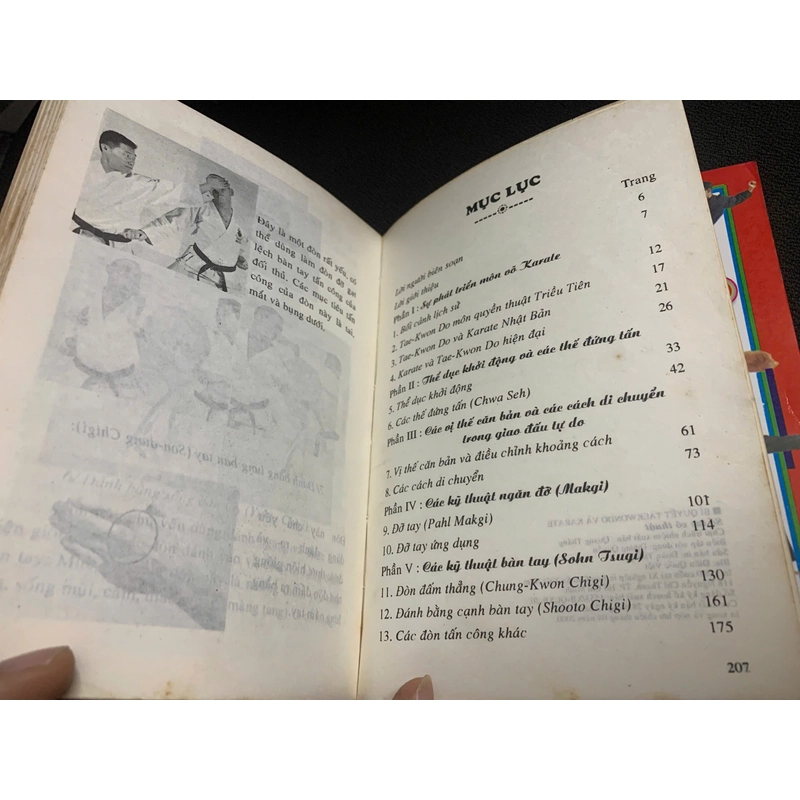 Đây là một đòn rất yếu, có
thể dùng làm đòn đỡ gạt
lệch bàn tay tấn công của
đối thủ. Các mục tiêu tấn
công của đòn này là tai,
mắt và bụng dưới.
MỤC LỤC
Trang
Lời người biên soạn 6
Lời giới thiệu 7
Phần I : Sự phát triển môn võ Karate
1. Bối cảnh lịch sử 12
2. Tae-Kwon Do môn quyền thuật Triều Tiên 17
3. Tae-Kwon Do và Karate Nhật Bản 21
4. Karate và Tae-Kwon Do hiện đại 26
Phần II : Thể dục khởi động và các thế đứng tấn
5. Thể dục khởi động 33
6. Các thế đứng tấn (Chwa Seh) 42
Phần III : Các vị thế căn bản và các cách di chuyển
trong giao đấu tự do
7. Vị thế căn bản và điều chỉnh khoảng cách 61
8. Các cách di chuyển 73
Phần IV : Các kỹ thuật ngăn đỡ (Makgi)
9. Đỡ tay (Pahl Makgi) 101
10. Đỡ tay ứng dụng 114
Phần V : Các kỹ thuật bàn tay (Sohn Tsugi)
11. Đòn đấm thẳng (Chung-Kwon Chigi) 130
12. Đánh bằng cạnh bàn tay (Shooto Chigi) 161
13. Các đòn tấn công khác 175
207